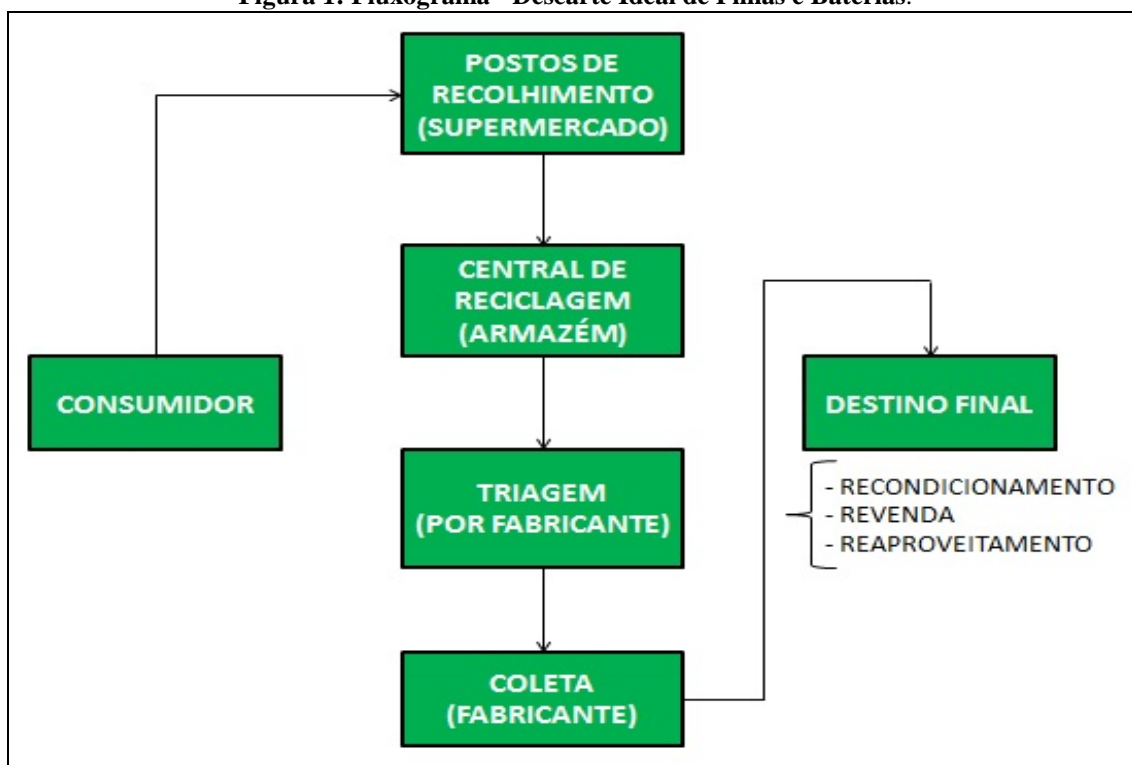 Figura 1: Fluxograma - Descarte Ideal de Pilhas e Baterias.
POSTOS DE
RECOLHIMENTO
(SUPERMERCADO)
CENTRAL DE
RECICLAGEM
(ARMAZÉM)
CONSUMIDOR
DESTINO FINAL
TRIAGEM
(POR FABRICANTE)
- RECONDICIONAMENTO
- REVENDA
- REAPROVEITAMENTO
COLETA
(FABRICANTE)